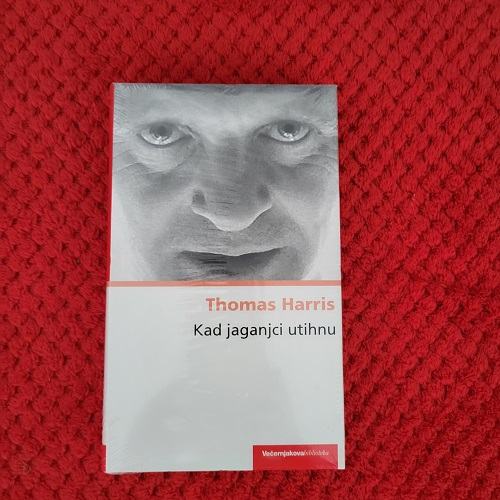 Thomas Harris
Kad jaganjci utihnu
Večernjakova biblioteka